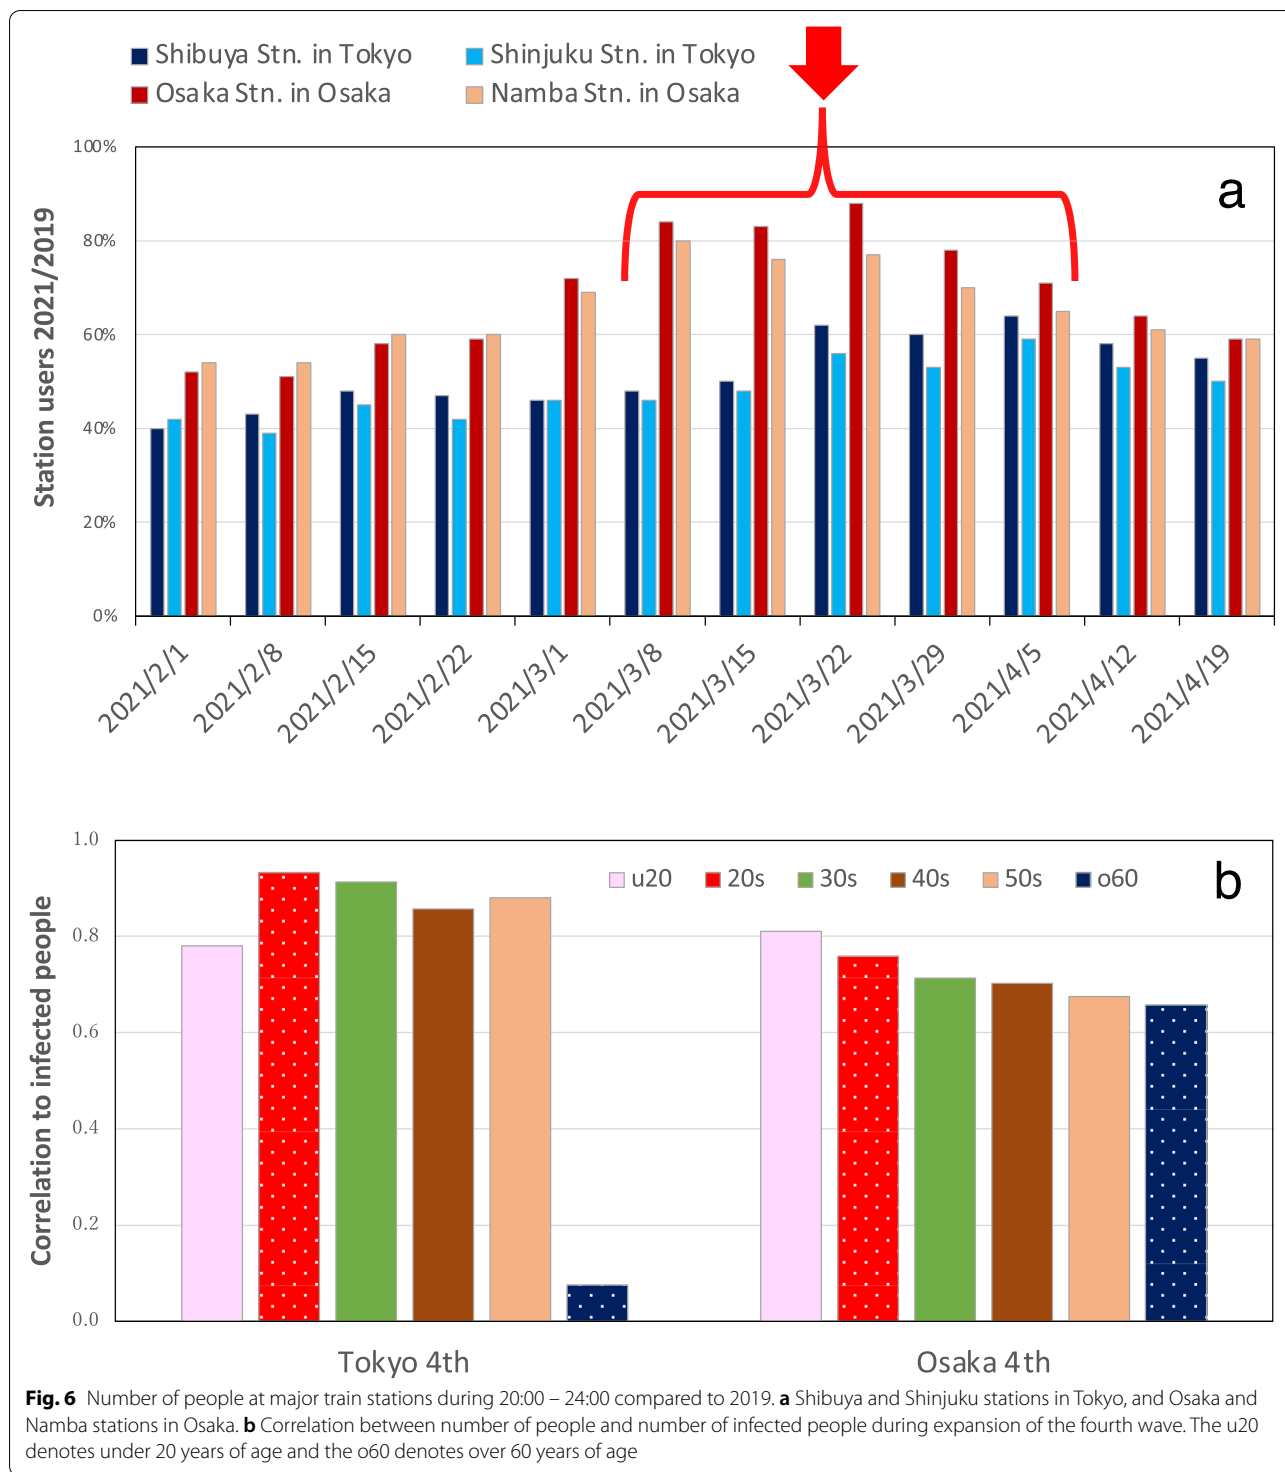 Shibuya Stn. in Tokyo
Shinjuku Stn. in Tokyo
Osaka Stn. in Osaka
Namba Stn. in Osaka
a
Station users 2021/2019
100%
80%
60%
40%
20%
0%
2021/2/1
2021/2/8
2021/2/15
2021/2/22
2021/3/1
2021/3/8
2021/3/15
2021/3/22
2021/3/29
2021/4/5
2021/4/12
2021/4/19
b
u20
20s
30s
40s
50s
o60
Correlation to infected people
1.0
0.8
0.6
0.4
0.2
0.0
Tokyo 4th
Osaka 4th
Fig. 6 Number of people at major train stations during 20:00 – 24:00 compared to 2019. a Shibuya and Shinjuku stations in Tokyo, and Osaka and
Namba stations in Osaka. b Correlation between number of people and number of infected people during expansion of the fourth wave. The u20
denotes under 20 years of age and the o60 denotes over 60 years of age